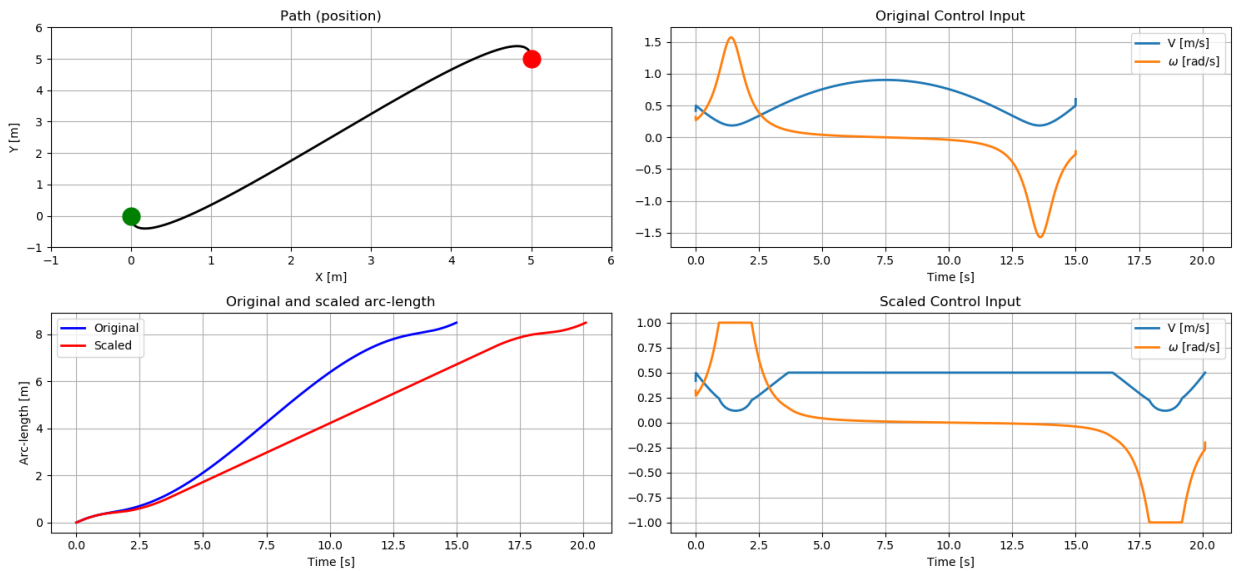 Path (position)
6
5
4
3
2
1
0
−1
Y [m]
−1 0 1 2 3 4 5 6
X [m]
Original Control Input
V [m/s]
ω [rad/s]
1.5
1.0
0.5
0.0
−0.5
−1.0
−1.5
0.0 2.5 5.0 7.5 10.0 12.5 15.0 17.5 20.0
Time [s]
Original and scaled arc-length
Original
Scaled
8
6
4
2
0
Arc-length [m]
0.0 2.5 5.0 7.5 10.0 12.5 15.0 17.5 20.0
Time [s]
Scaled Control Input
V [m/s]
ω [rad/s]
1.00
0.75
0.50
0.25
0.00
−0.25
−0.50
−0.75
−1.00
0.0 2.5 5.0 7.5 10.0 12.5 15.0 17.5 20.0
Time [s]